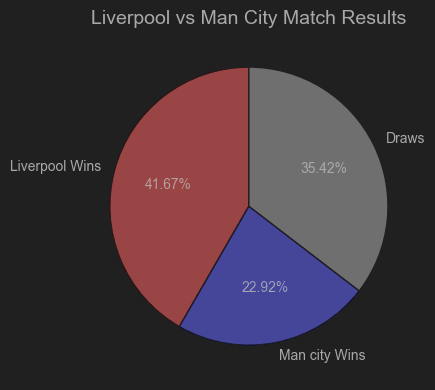 Liverpool vs Man City Match Results
Draws
Liverpool Wins
35.42%
41.67%
22.92%
Man city Wins